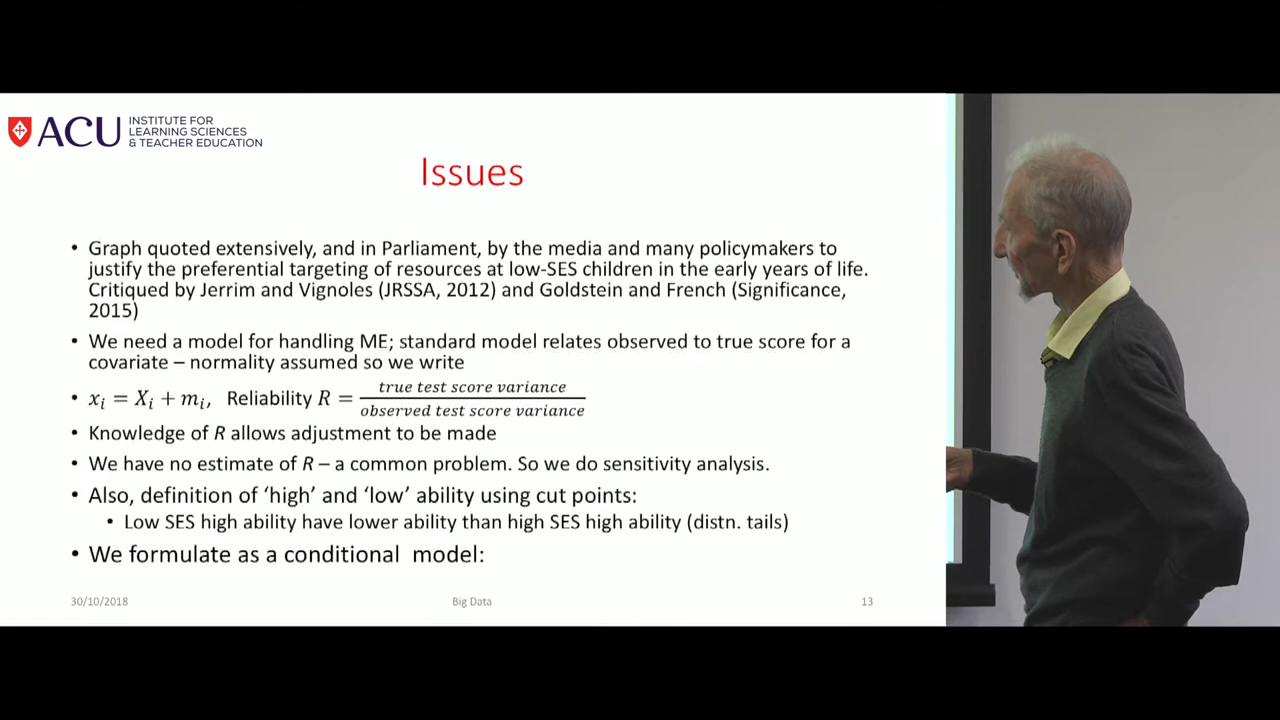 ACU
INSTITUTE FOR
LEARNING SCIENCES
& TEACHER EDUCATION
Issues
• Graph quoted extensively, and in Parliament, by the media and many policymakers to
justify the preferential targeting of resources at low-SES children in the early years of life.
Critiqued by Jerrim and Vignoles (JRSSA, 2012) and Goldstein and French (Significance,
2015)
• We need a model for handling ME; standard model relates observed to true score for a
covariate – normality assumed so we write
• xᵢ = Xᵢ + mᵢ, Reliability R = true test score variance / observed test score variance
• Knowledge of R allows adjustment to be made
• We have no estimate of R – a common problem. So we do sensitivity analysis.
• Also, definition of ‘high’ and ‘low’ ability using cut points:
• Low SES high ability have lower ability than high SES high ability (distn. tails)
• We formulate as a conditional model:
30/10/2018 Big Data 13